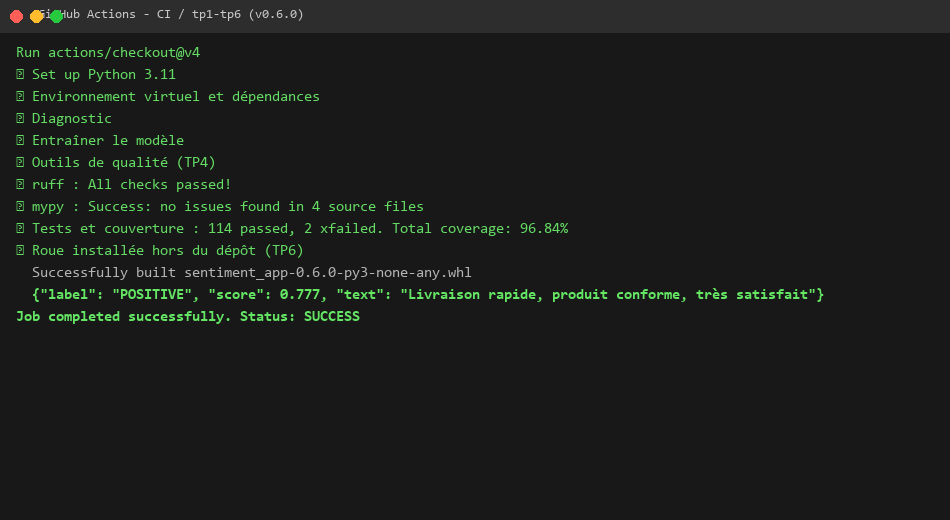 GitHub Actions - CI / tp1-tp6 (v0.6.0)
Run actions/checkout@v4
Set up Python 3.11
Environnement virtuel et dépendances
Diagnostic
Entraîner le modèle
Outils de qualité (TP4)
ruff : All checks passed!
mypy : Success: no issues found in 4 source files
Tests et couverture : 114 passed, 2 xfailed. Total coverage: 96.84%
Roue installée hors du dépôt (TP6)
Successfully built sentiment_app-0.6.0-py3-none-any.whl
{"label": "POSITIVE", "score": 0.777, "text": "Livraison rapide, produit conforme, très satisfait"}
Job completed successfully. Status: SUCCESS